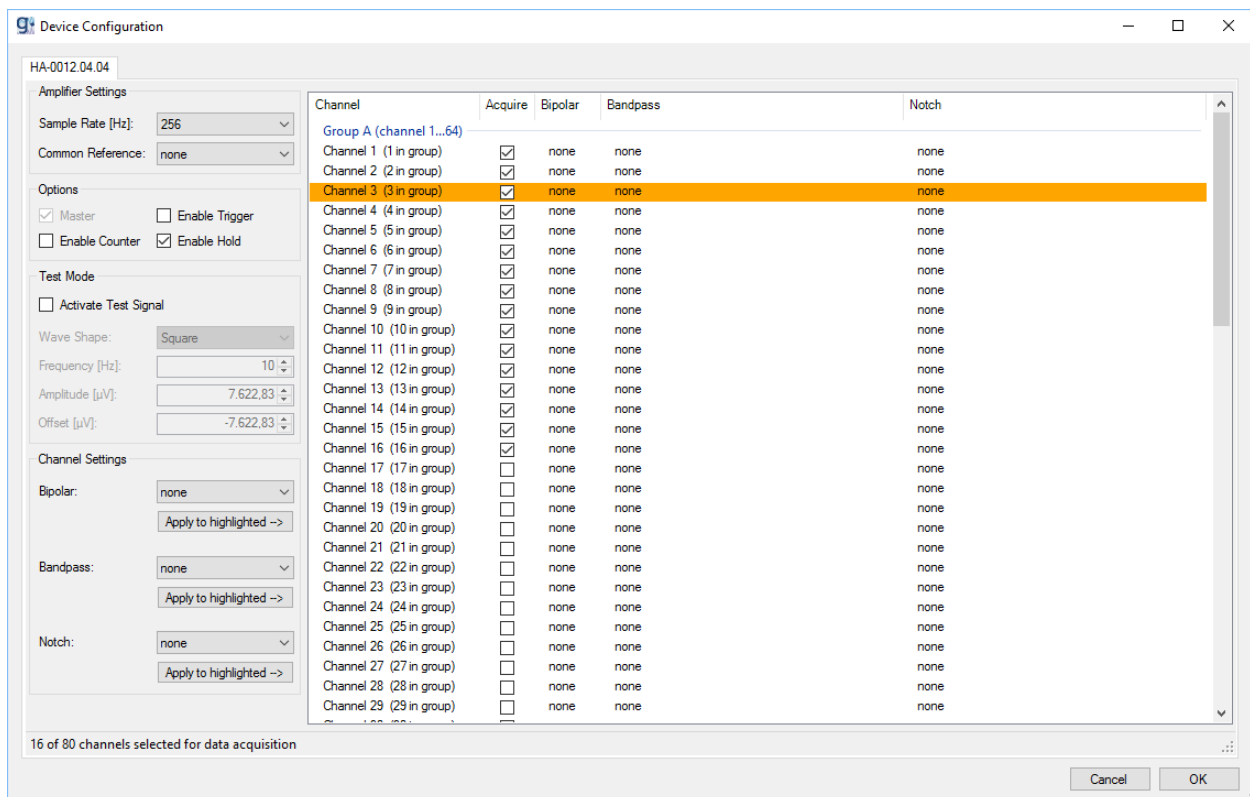 Device Configuration
HA-0012.04.04
Amplifier Settings
Sample Rate [Hz]: 256
Common Reference: none
Options
Master Enable Trigger
Enable Counter Enable Hold
Test Mode
Activate Test Signal
Wave Shape: Square
Frequency [Hz]: 10
Amplitude [µV]: 7.622,83
Offset [µV]: -7.622,83
Channel Settings
Bipolar: none
Apply to highlighted -->
Bandpass: none
Apply to highlighted -->
Notch: none
Apply to highlighted -->
Channel Acquire Bipolar Bandpass Notch
Group A (channel 1...64)
Channel 1 (1 in group) none none none
Channel 2 (2 in group) none none none
Channel 3 (3 in group) none none none
Channel 4 (4 in group) none none none
Channel 5 (5 in group) none none none
Channel 6 (6 in group) none none none
Channel 7 (7 in group) none none none
Channel 8 (8 in group) none none none
Channel 9 (9 in group) none none none
Channel 10 (10 in group) none none none
Channel 11 (11 in group) none none none
Channel 12 (12 in group) none none none
Channel 13 (13 in group) none none none
Channel 14 (14 in group) none none none
Channel 15 (15 in group) none none none
Channel 16 (16 in group) none none none
Channel 17 (17 in group) none none none
Channel 18 (18 in group) none none none
Channel 19 (19 in group) none none none
Channel 20 (20 in group) none none none
Channel 21 (21 in group) none none none
Channel 22 (22 in group) none none none
Channel 23 (23 in group) none none none
Channel 24 (24 in group) none none none
Channel 25 (25 in group) none none none
Channel 26 (26 in group) none none none
Channel 27 (27 in group) none none none
Channel 28 (28 in group) none none none
Channel 29 (29 in group) none none none
16 of 80 channels selected for data acquisition
Cancel OK